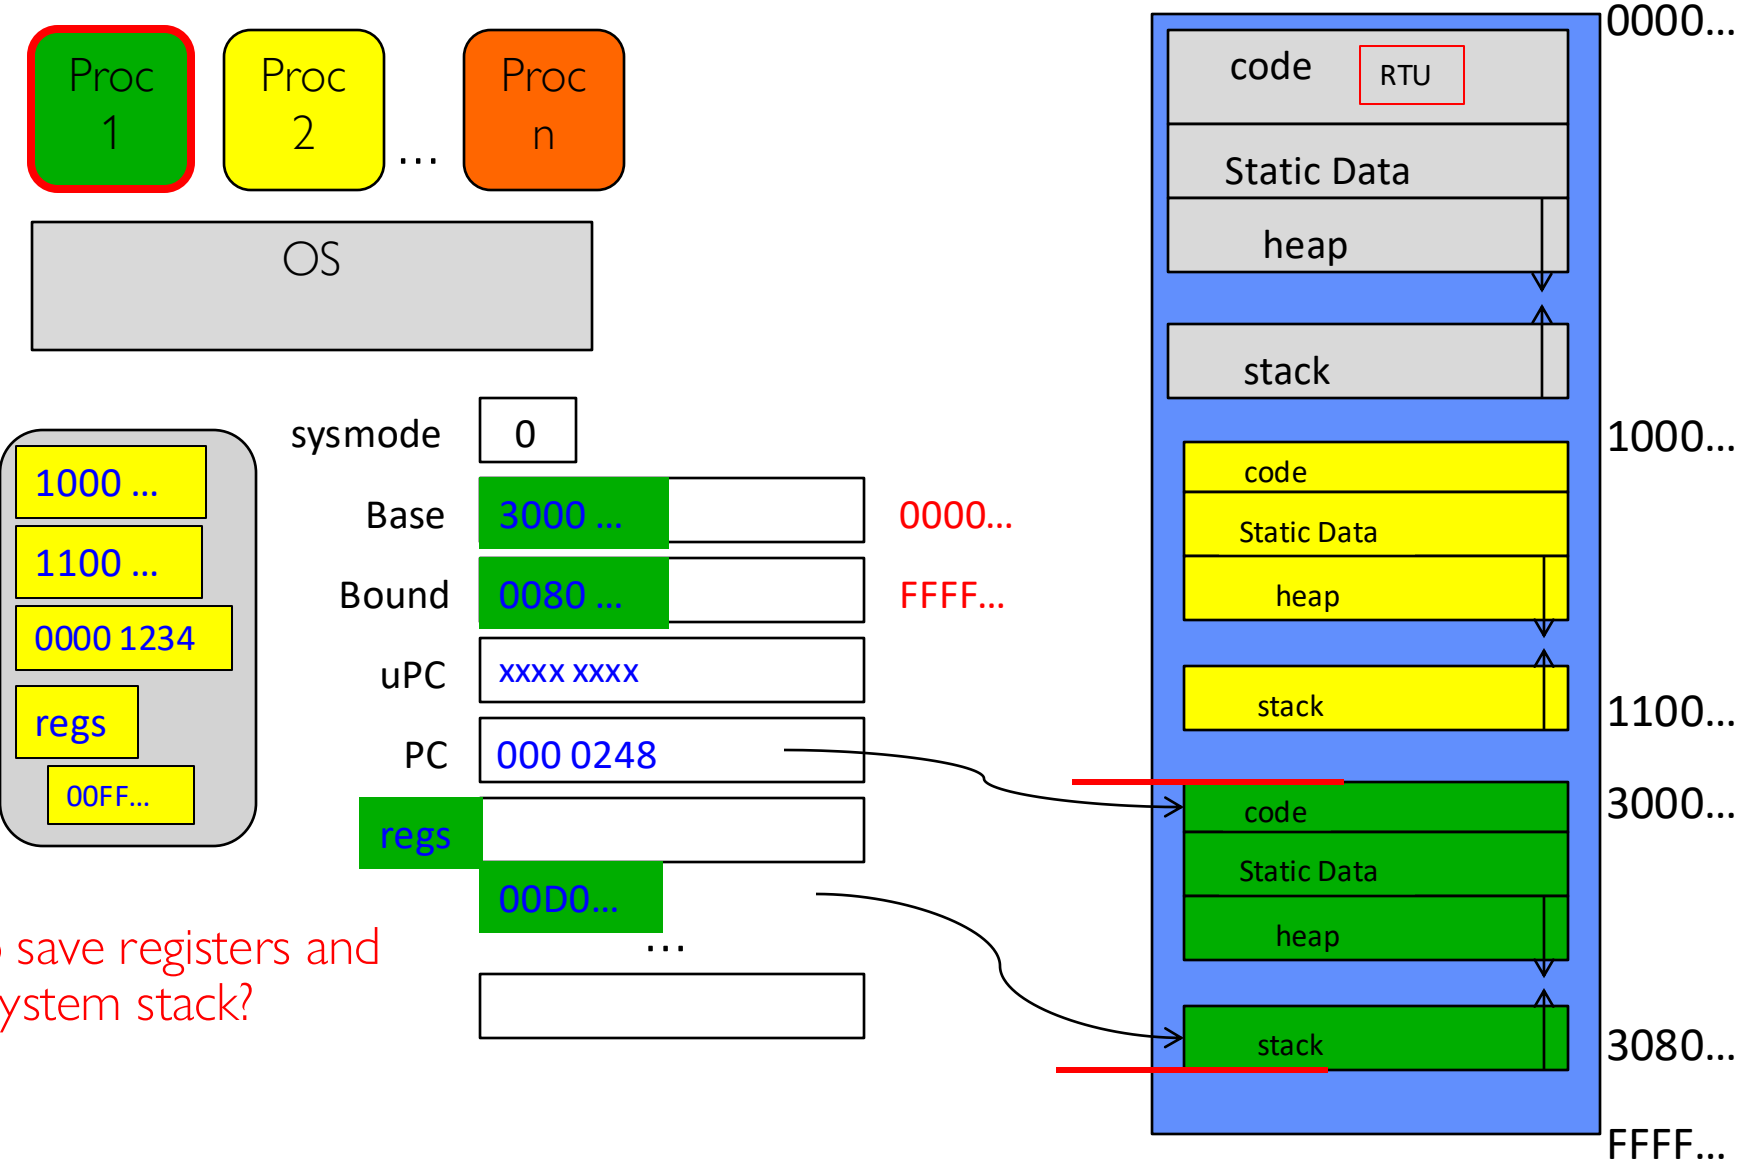 Proc
1
Proc
2
...
Proc
n
OS
1000 ...
1100 ...
0000 1234
regs
00FF...
sysmode
0
Base
3000 ...
0000...
Bound
0080 ...
FFFF...
uPC
xxxx xxxx
PC
000 0248
regs
00D0...
...
save registers and
stack?
0000...
code
RTU
Static Data
heap
stack
1000...
code
Static Data
heap
stack
1100...
3000...
code
Static Data
heap
stack
3080...
FFFF...